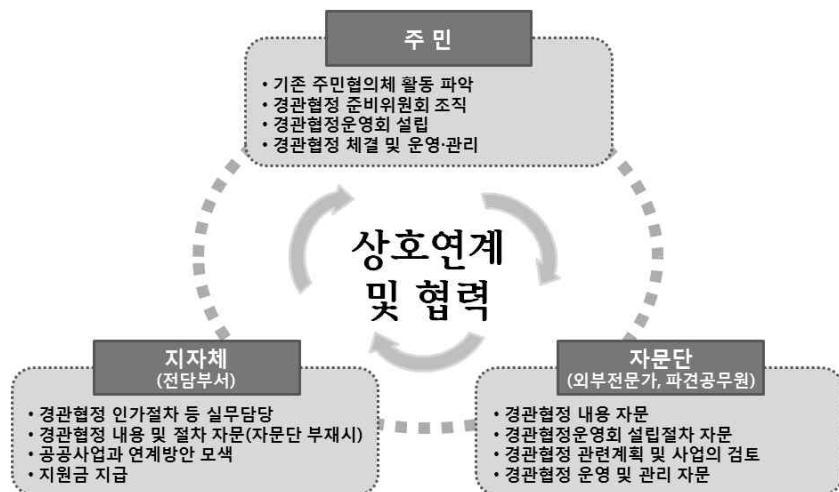 주 민
• 기존 주민협의체 활동 파악
• 경관협정 준비위원회 조직
• 경관협정운영회 설립
• 경관협정 체결 및 운영·관리
상호연계
및 협력
지자체
(전담부서)
• 경관협정 인가절차 등 실무담당
• 경관협정 내용 및 절차 자문(자문단 부재시)
• 공공사업과 연계방안 모색
• 지원금 지급
자문단
(외부전문가, 파견공무원)
• 경관협정 내용 자문
• 경관협정운영회 설립절차 자문
• 경관협정 관련계획 및 사업의 검토
• 경관협정 운영 및 관리 자문